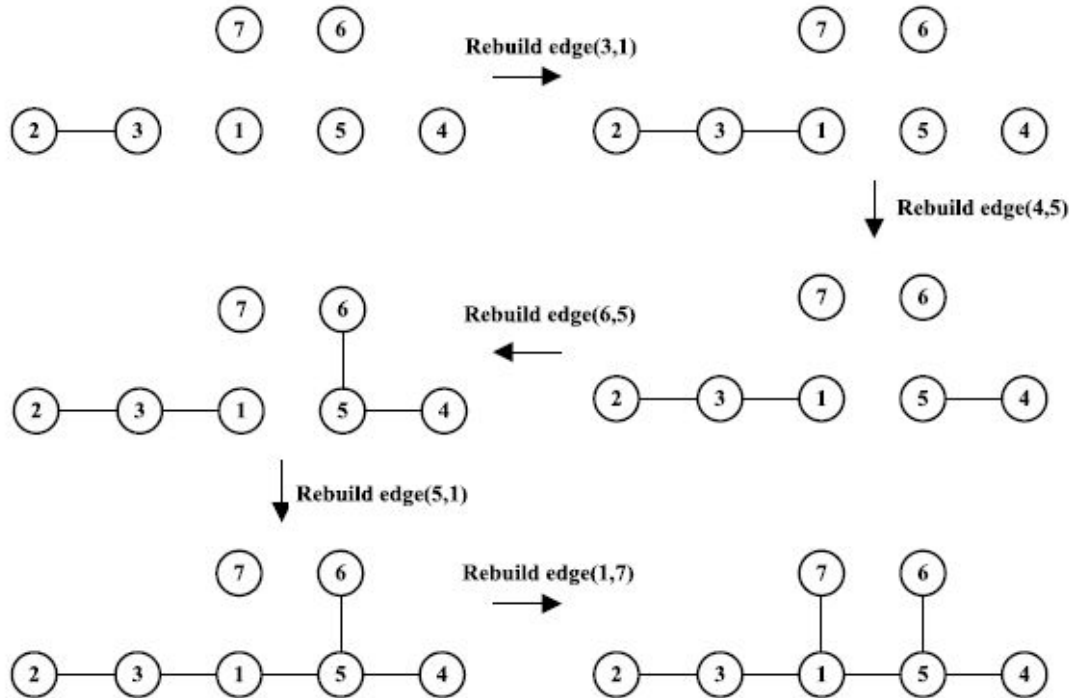 7 6
Rebuild edge(3,1)
7 6
2 3 1 5 4
2 3 1 5 4
Rebuild edge(4,5)
7 6
Rebuild edge(6,5)
7 6
2 3 1 5 4
2 3 1 5 4
Rebuild edge(5,1)
7 6
Rebuild edge(1,7)
7 6
2 3 1 5 4
2 3 1 5 4